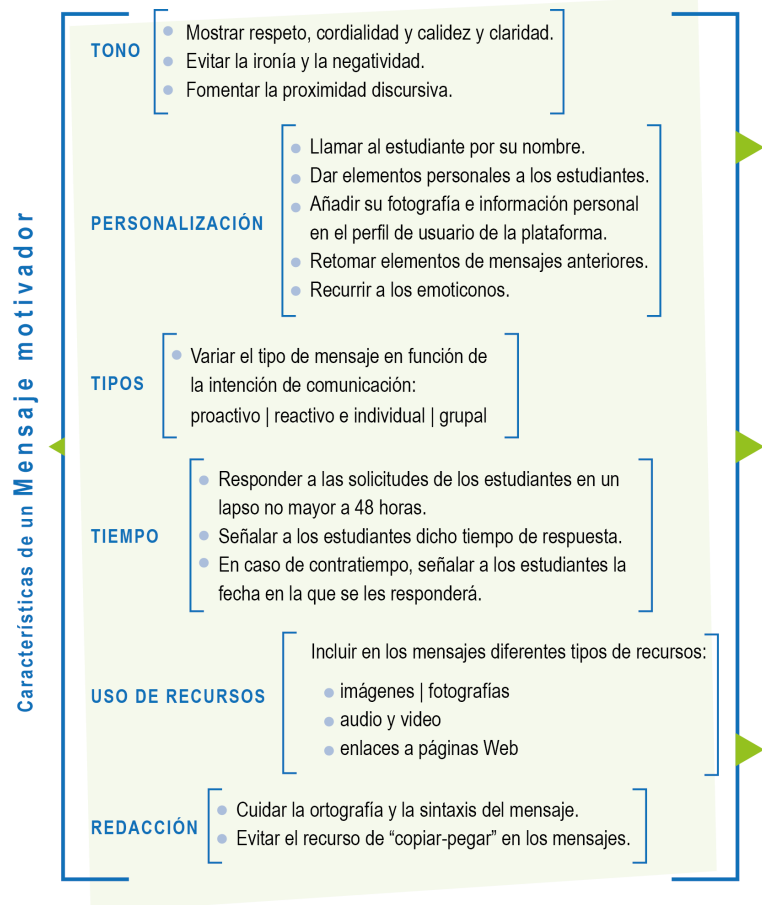 Características de un Mensaje motivador
TONO
Mostrar respeto, cordialidad y calidez y claridad.
Evitar la ironía y la negatividad.
Fomentar la proximidad discursiva.
PERSONALIZACIÓN
Llamar al estudiante por su nombre.
Dar elementos personales a los estudiantes.
Añadir su fotografía e información personal
en el perfil de usuario de la plataforma.
Retomar elementos de mensajes anteriores.
Recurrir a los emoticonos.
TIPOS
Variar el tipo de mensaje en función de
la intención de comunicación:
proactivo | reactivo e individual | grupal
TIEMPO
Responder a las solicitudes de los estudiantes en un
lapso no mayor a 48 horas.
Señalar a los estudiantes dicho tiempo de respuesta.
En caso de contratiempo, señalar a los estudiantes la
fecha en la que se les responderá.
USO DE RECURSOS
Incluir en los mensajes diferentes tipos de recursos:
imágenes | fotografías
audio y video
enlaces a páginas Web
REDACCIÓN
Cuidar la ortografía y la sintaxis del mensaje.
Evitar el recurso de “copiar-pegar” en los mensajes.